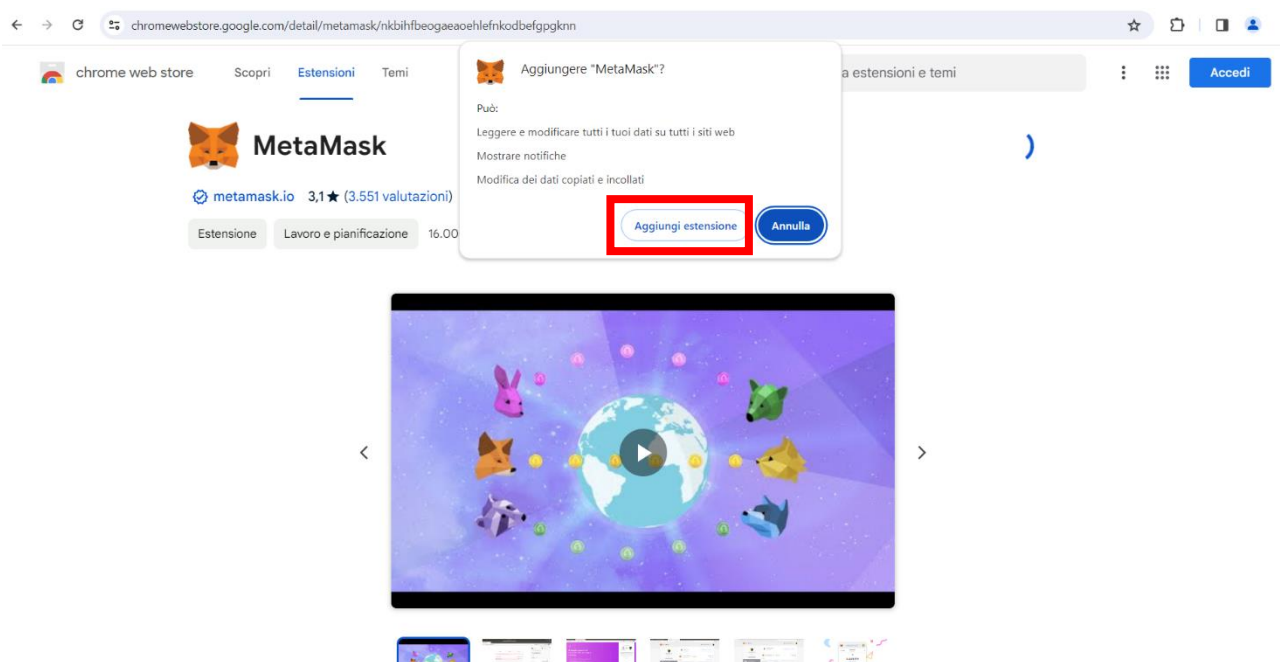 chromewebstore.google.com/detail/metamask/nkbihfbeogaeaoehlefnkodbefgpgknn
chrome web store
Scopri
Estensioni
Temi
a estensioni e temi
Accedi
Aggiungere "MetaMask"?
Può:
Leggere e modificare tutti i tuoi dati su tutti i siti web
Mostrare notifiche
Modifica dei dati copiati e incollati
Aggiungi estensione
Annulla
MetaMask
metamask.io 3,1★ (3.551 valutazioni)
Estensione
Lavoro e pianificazione
16.00